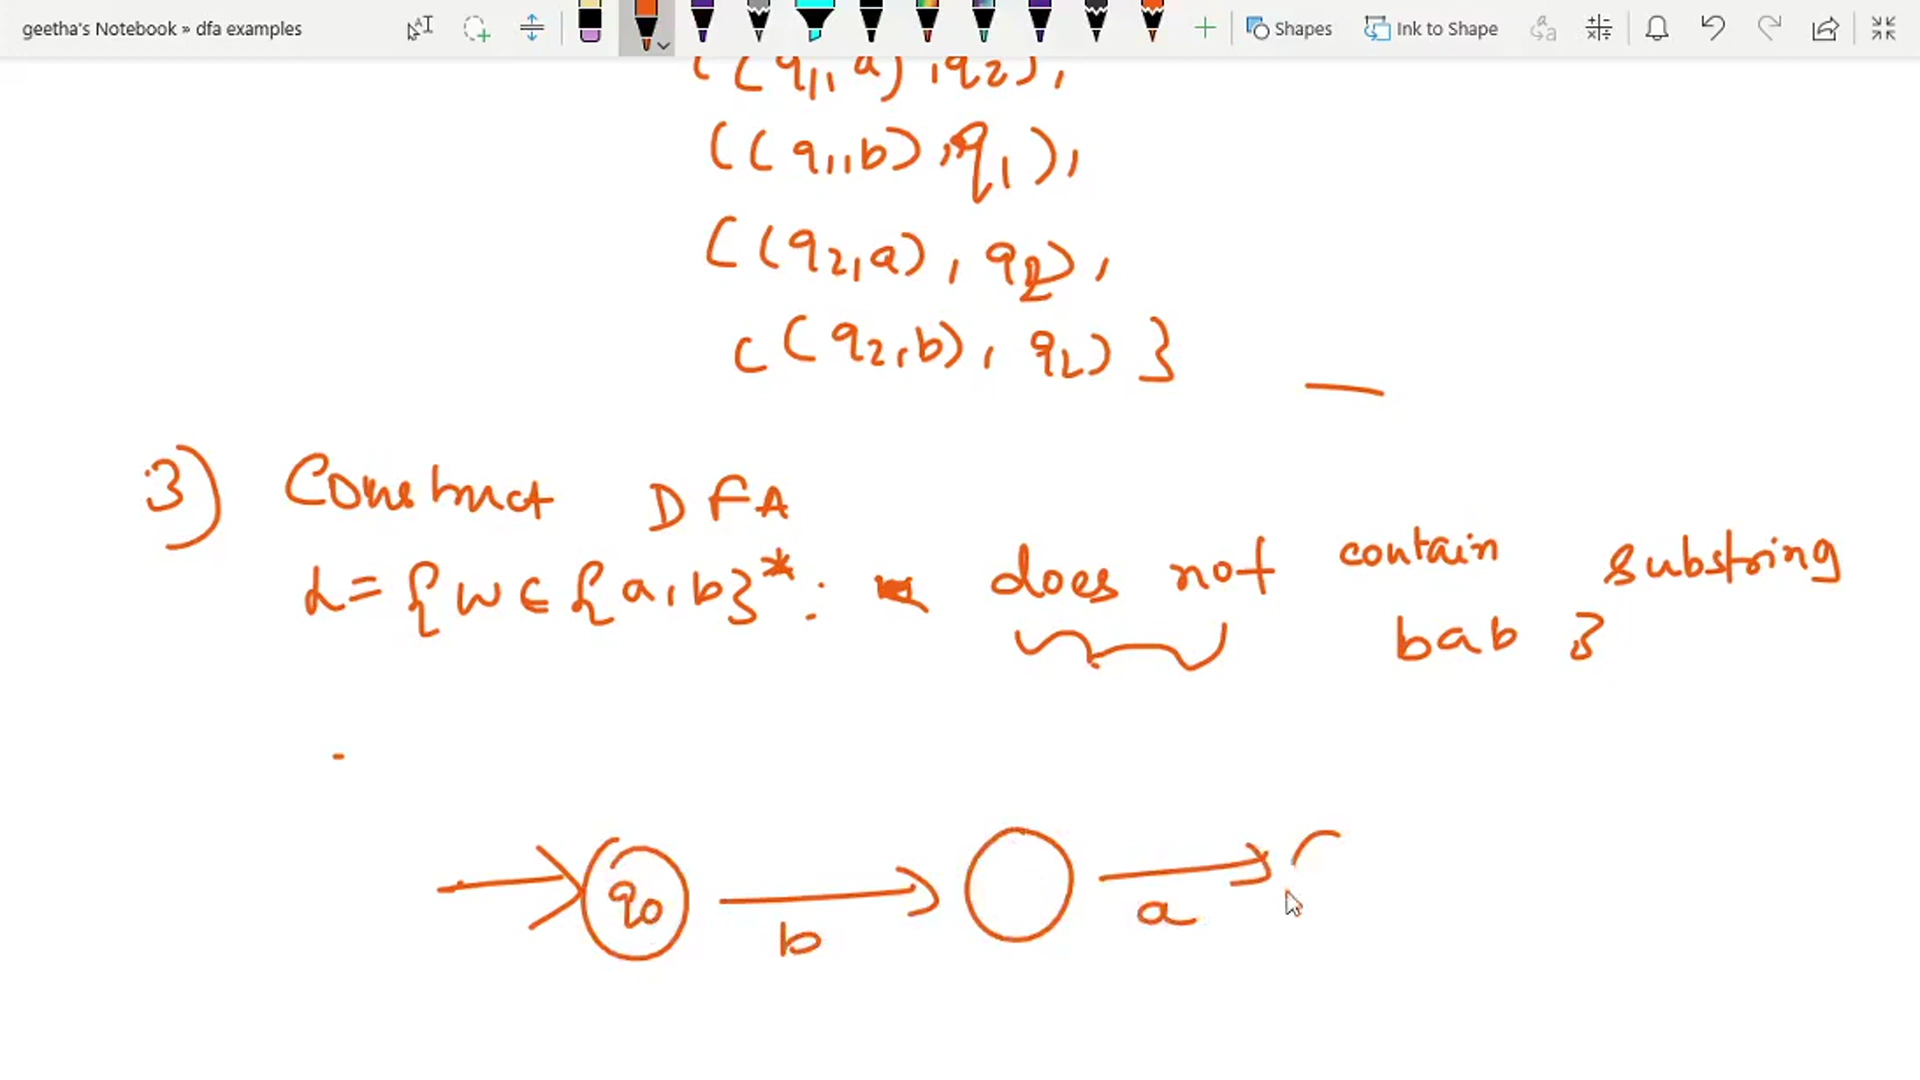 geetha's Notebook » dfa examples
Shapes
Ink to Shape
((q1,a),q2),
((q1,b),q1),
((q2,a),q2),
((q2,b),q2)}
3) Construct DFA
L={w∈{a,b}*: does not contain substring
bab}
q0
b
a